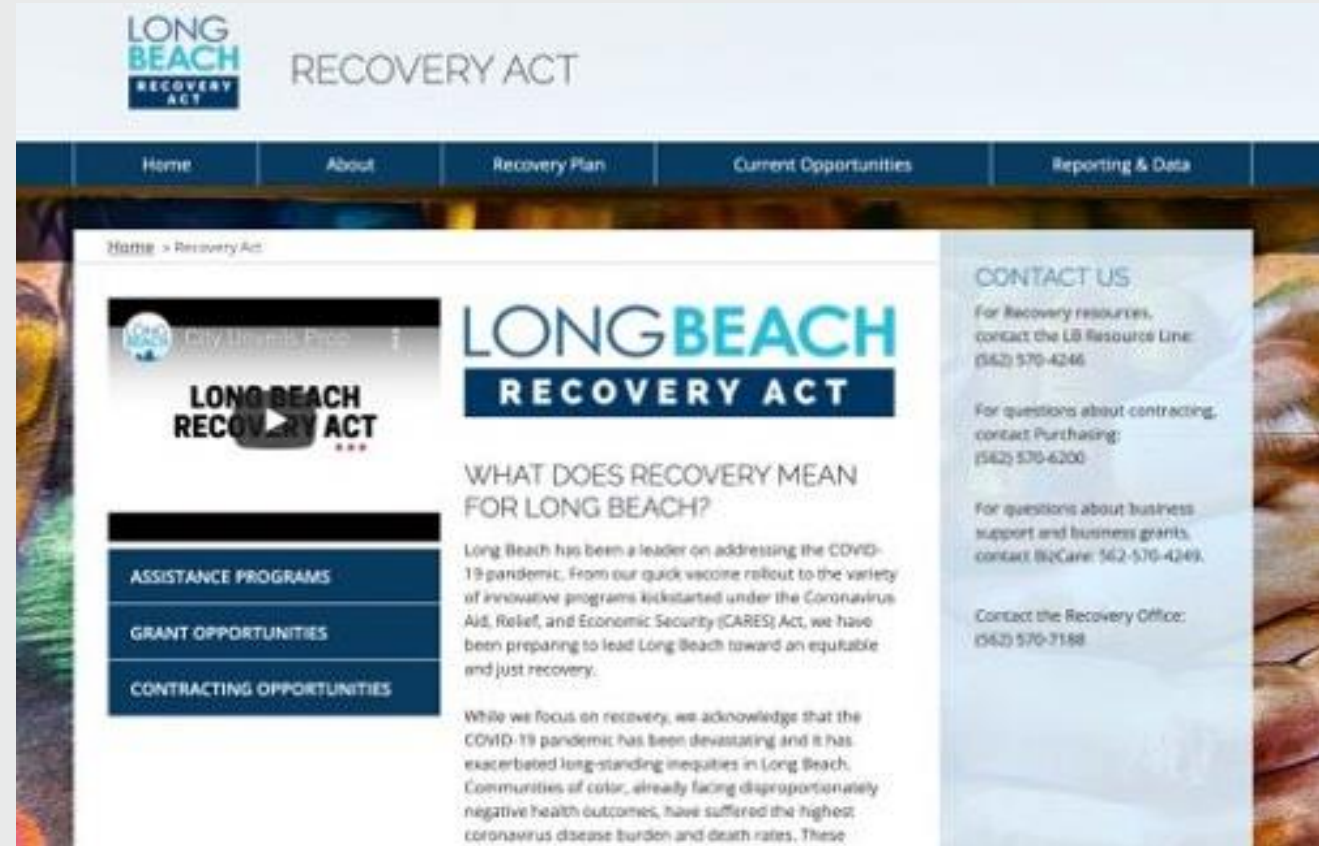 LONG
BEACH
RECOVERY
ACT
RECOVERY ACT
Home
About
Recovery Plan
Current Opportunities
Reporting & Data
Home » Recovery Act
LONG
BEACH
LONG BEACH
RECOVERY ACT
ASSISTANCE PROGRAMS
GRANT OPPORTUNITIES
CONTRACTING OPPORTUNITIES
LONGBEACH
RECOVERY ACT
WHAT DOES RECOVERY MEAN
FOR LONG BEACH?
Long Beach has been a leader on addressing the COVID-
19 pandemic. From our quick vaccine rollout to the variety
of innovative programs kickstarted under the Coronavirus
Aid, Relief, and Economic Security (CARES) Act, we have
been preparing to lead Long Beach toward an equitable
and just recovery.
While we focus on recovery, we acknowledge that the
COVID-19 pandemic has been devastating and it has
exacerbated long-standing inequities in Long Beach.
Communities of color, already facing disproportionately
negative health outcomes, have suffered the highest
coronavirus disease burden and death rates. These
CONTACT US
For Recovery resources,
contact the LB Resource Line:
(562) 570-4246
For questions about contracting,
contact Purchasing:
(562) 570-6200
For questions about business
support and business grants,
contact BizCare: 562-570-4249.
Contact the Recovery Office:
(562) 570-7188